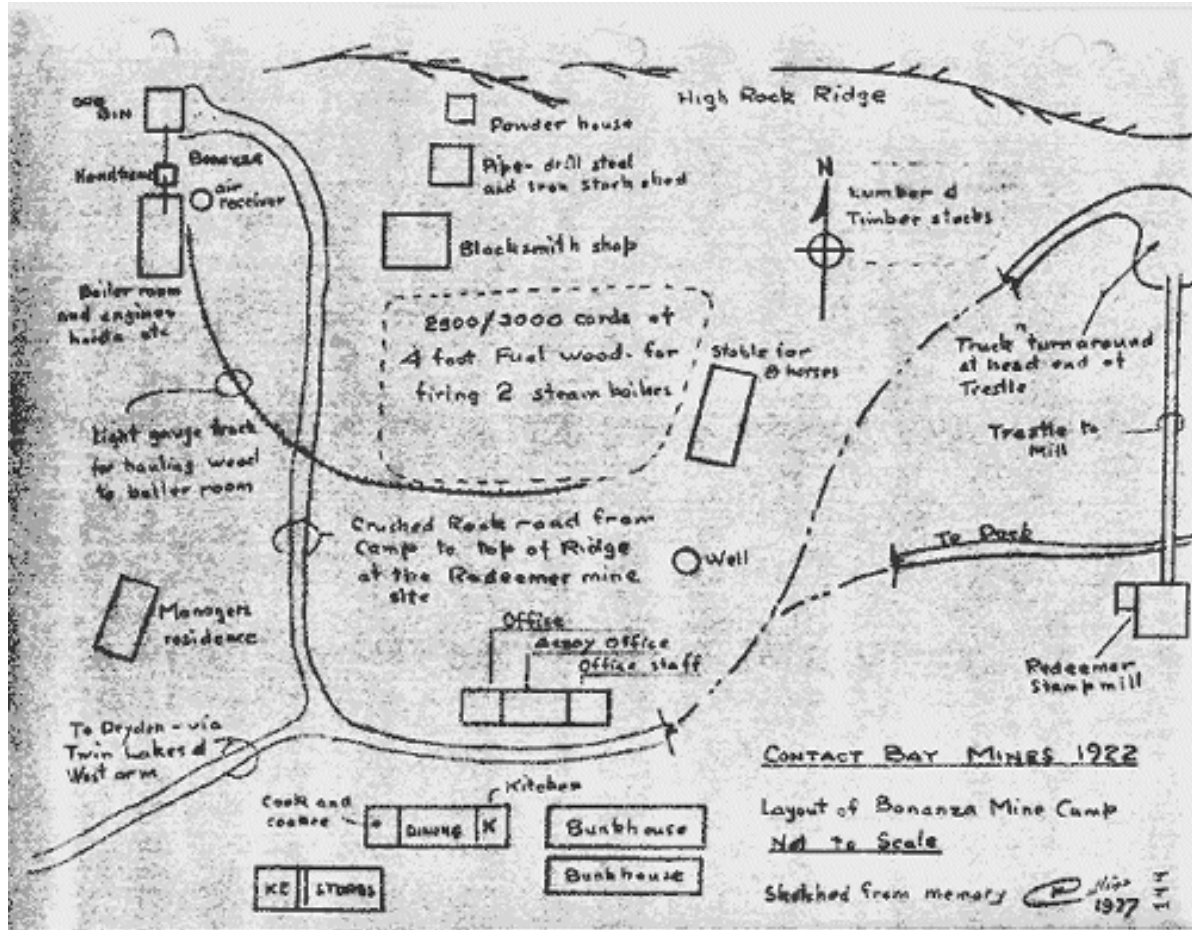 ORE
BIN
Bonanza
Headframe
air
receiver
Boiler room
and engines
hoists etc
Powder house
Pipe - drill steel
and iron stock shed
Blacksmith shop
High Rock Ridge
N
Lumber &
Timber stocks
2500/3000 cords of
4 foot Fuel wood for
firing 2 steam boilers
Stable for
8 horses
Truck turnaround
at head end of
Trestle
Trestle to
Mill
Light gauge track
for hauling wood
to boiler room
Crushed Rock road from
Camp to top of Ridge
at the Redeemer mine
site
Well
To Dock
Managers
residence
Office
Assay Office
Office staff
Redeemer
Stamp mill
To Dryden - via
Twin Lakes &
West arm
Kitchen
Cook and
DINING
K
Bunkhouse
Bunkhouse
ICE
STORES
CONTACT BAY MINES 1922
Layout of Bonanza Mine Camp
Not to Scale
Sketched from memory
1977